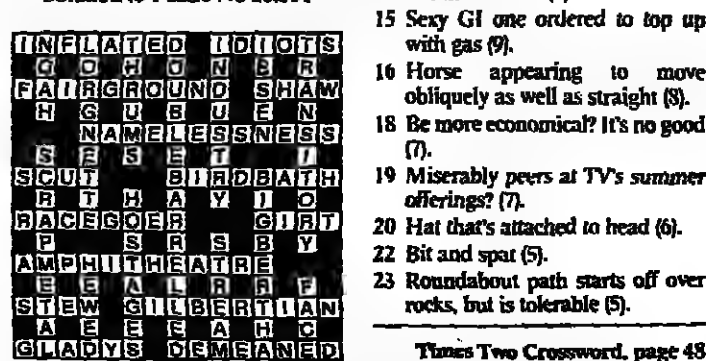 INFLATED IDIOTS
G O H O N B R
FAIRGROUND SHAW
H G U B U E N
NAMELESSNESS
S E S E T I
SCUT BIRDBATH
R T H A Y I O
RACEGOER GIRT
P S R S B Y
AMPHITHEATRE
E E A L R R F
STEW GILBERTIAN
A E E E A H C
GLADYS DEMEANED
15 Sexy GI one ordered to top up
with gas (9).
16 Horse appearing to move
obliquely as well as straight (8).
18 Be more economical? It's no good
(7).
19 Miserably peers at TV's summer
offerings? (7).
20 Hat that's attached to head (6).
22 Bit and spat (5).
23 Roundabout path starts off over
rocks, but is tolerable (5).
Times Two Crossword, page 48